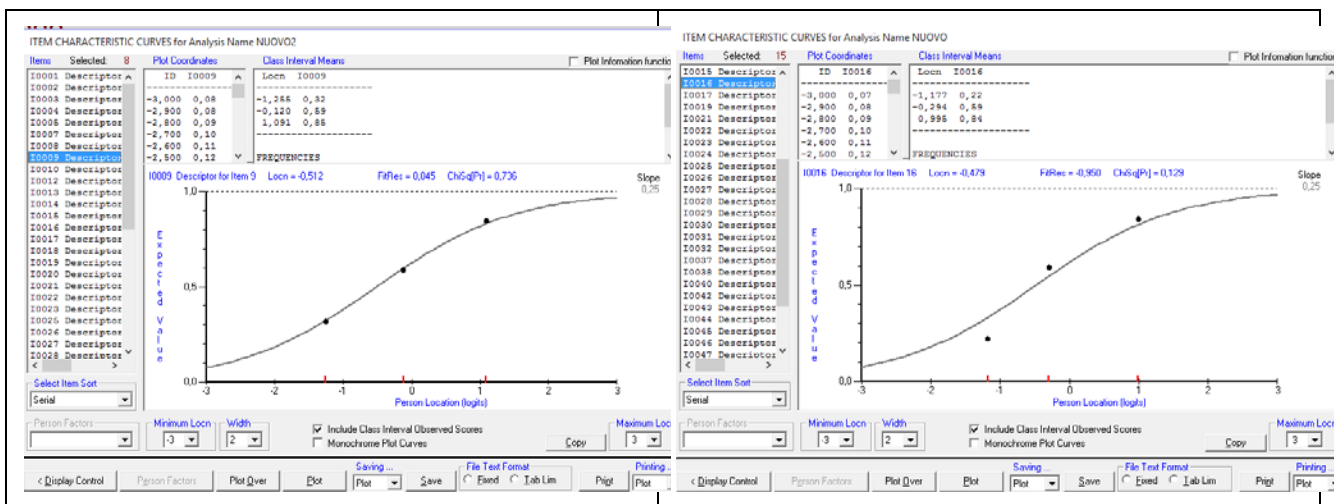 ITEM CHARACTERISTIC CURVES for Analysis Name NUOVO2
Items Selected: 8 Plot Coordinates Class Interval Means Plot Infomation functio
I0001 Descriptor
I0002 Descriptor
I0003 Descriptor
I0004 Descriptor
I0005 Descriptor
I0007 Descriptor
I0008 Descriptor
I0009 Descriptor
I0010 Descriptor
I0012 Descriptor
I0013 Descriptor
I0014 Descriptor
I0015 Descriptor
I0016 Descriptor
I0017 Descriptor
I0018 Descriptor
I0019 Descriptor
I0020 Descriptor
I0021 Descriptor
I0022 Descriptor
I0023 Descriptor
I0025 Descriptor
I0026 Descriptor
I0027 Descriptor
I0028 Descriptor
ID I0009
-3,000 0,08
-2,900 0,08
-2,800 0,09
-2,700 0,10
-2,600 0,11
-2,500 0,12
Locn I0009
-1,255 0,32
-0,120 0,59
1,091 0,85
FREQUENCIES
I0009 Descriptor for Item 9 Locn = -0,512 FitRes = 0,045 ChiSq[Pr] = 0,736 Slope
0,25
1,0
Expected Value
0,5
0,0
-3 -2 -1 0 1 2 3
Person Location (logits)
Select Item Sort
Serial
Person Factors
Minimum Locn Width Maximum Loc
-3 2 3
Include Class Interval Observed Scores
Monochrome Plot Curves
Copy
Saving ... File Text Format Printing ..
< Display Control Person Factors Plot Over Plot Plot Save Fixed Tab Lim Print Plot
ITEM CHARACTERISTIC CURVES for Analysis Name NUOVO
Items Selected: 15 Plot Coordinates Class Interval Means Plot Infomation function
I0015 Descriptor
I0016 Descriptor
I0017 Descriptor
I0019 Descriptor
I0021 Descriptor
I0022 Descriptor
I0023 Descriptor
I0024 Descriptor
I0025 Descriptor
I0026 Descriptor
I0027 Descriptor
I0028 Descriptor
I0029 Descriptor
I0030 Descriptor
I0031 Descriptor
I0032 Descriptor
I0037 Descriptor
I0038 Descriptor
I0040 Descriptor
I0042 Descriptor
I0043 Descriptor
I0044 Descriptor
I0045 Descriptor
I0046 Descriptor
I0047 Descriptor
ID I0016
-3,000 0,07
-2,900 0,08
-2,800 0,09
-2,700 0,10
-2,600 0,11
-2,500 0,12
Locn I0016
-1,177 0,22
-0,294 0,59
0,995 0,84
FREQUENCIES
I0016 Descriptor for Item 16 Locn = -0,479 FitRes = -0,950 ChiSq[Pr] = 0,129 Slope
0,25
1,0
Expected Value
0,5
0,0
-3 -2 -1 0 1 2 3
Person Location (logits)
Select Item Sort
Serial
Person Factors
Minimum Locn Width Maximum Locn
-3 2 3
Include Class Interval Observed Scores
Monochrome Plot Curves
Copy
Saving ... File Text Format Printing ..
< Display Control Person Factors Plot Over Plot Plot Save Fixed Tab Lim Print Plot